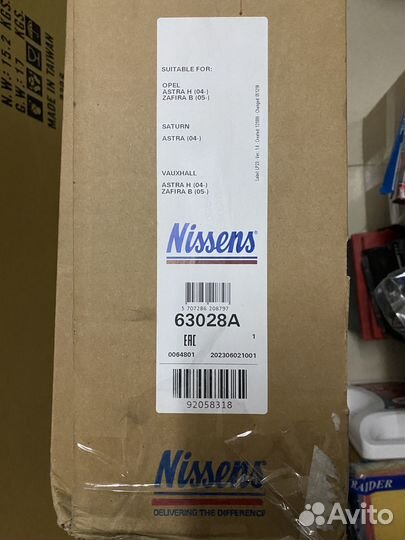 N.W.: 15.2 KGS.
G.W.: 17 KGS.
MADE IN TAIWAN
SUITABLE FOR:
OPEL
ASTRA H (04-)
ZAFIRA B (05-)
SATURN
ASTRA (04-)
VAUXHALL
ASTRA H (04-)
ZAFIRA B (05-)
Nissens
5 707286 208797
63028A
EAC
1
0064801
202306021001
92058318
Nissens
DELIVERING THE DIFFERENCE
RAIDER
Avito